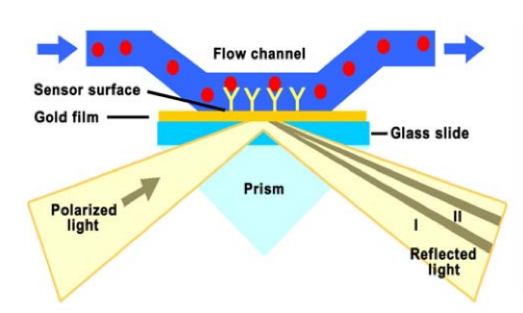 Flow channel
Sensor surface
Gold film
Glass slide
Prism
Polarized
light
I
II
Reflected
light